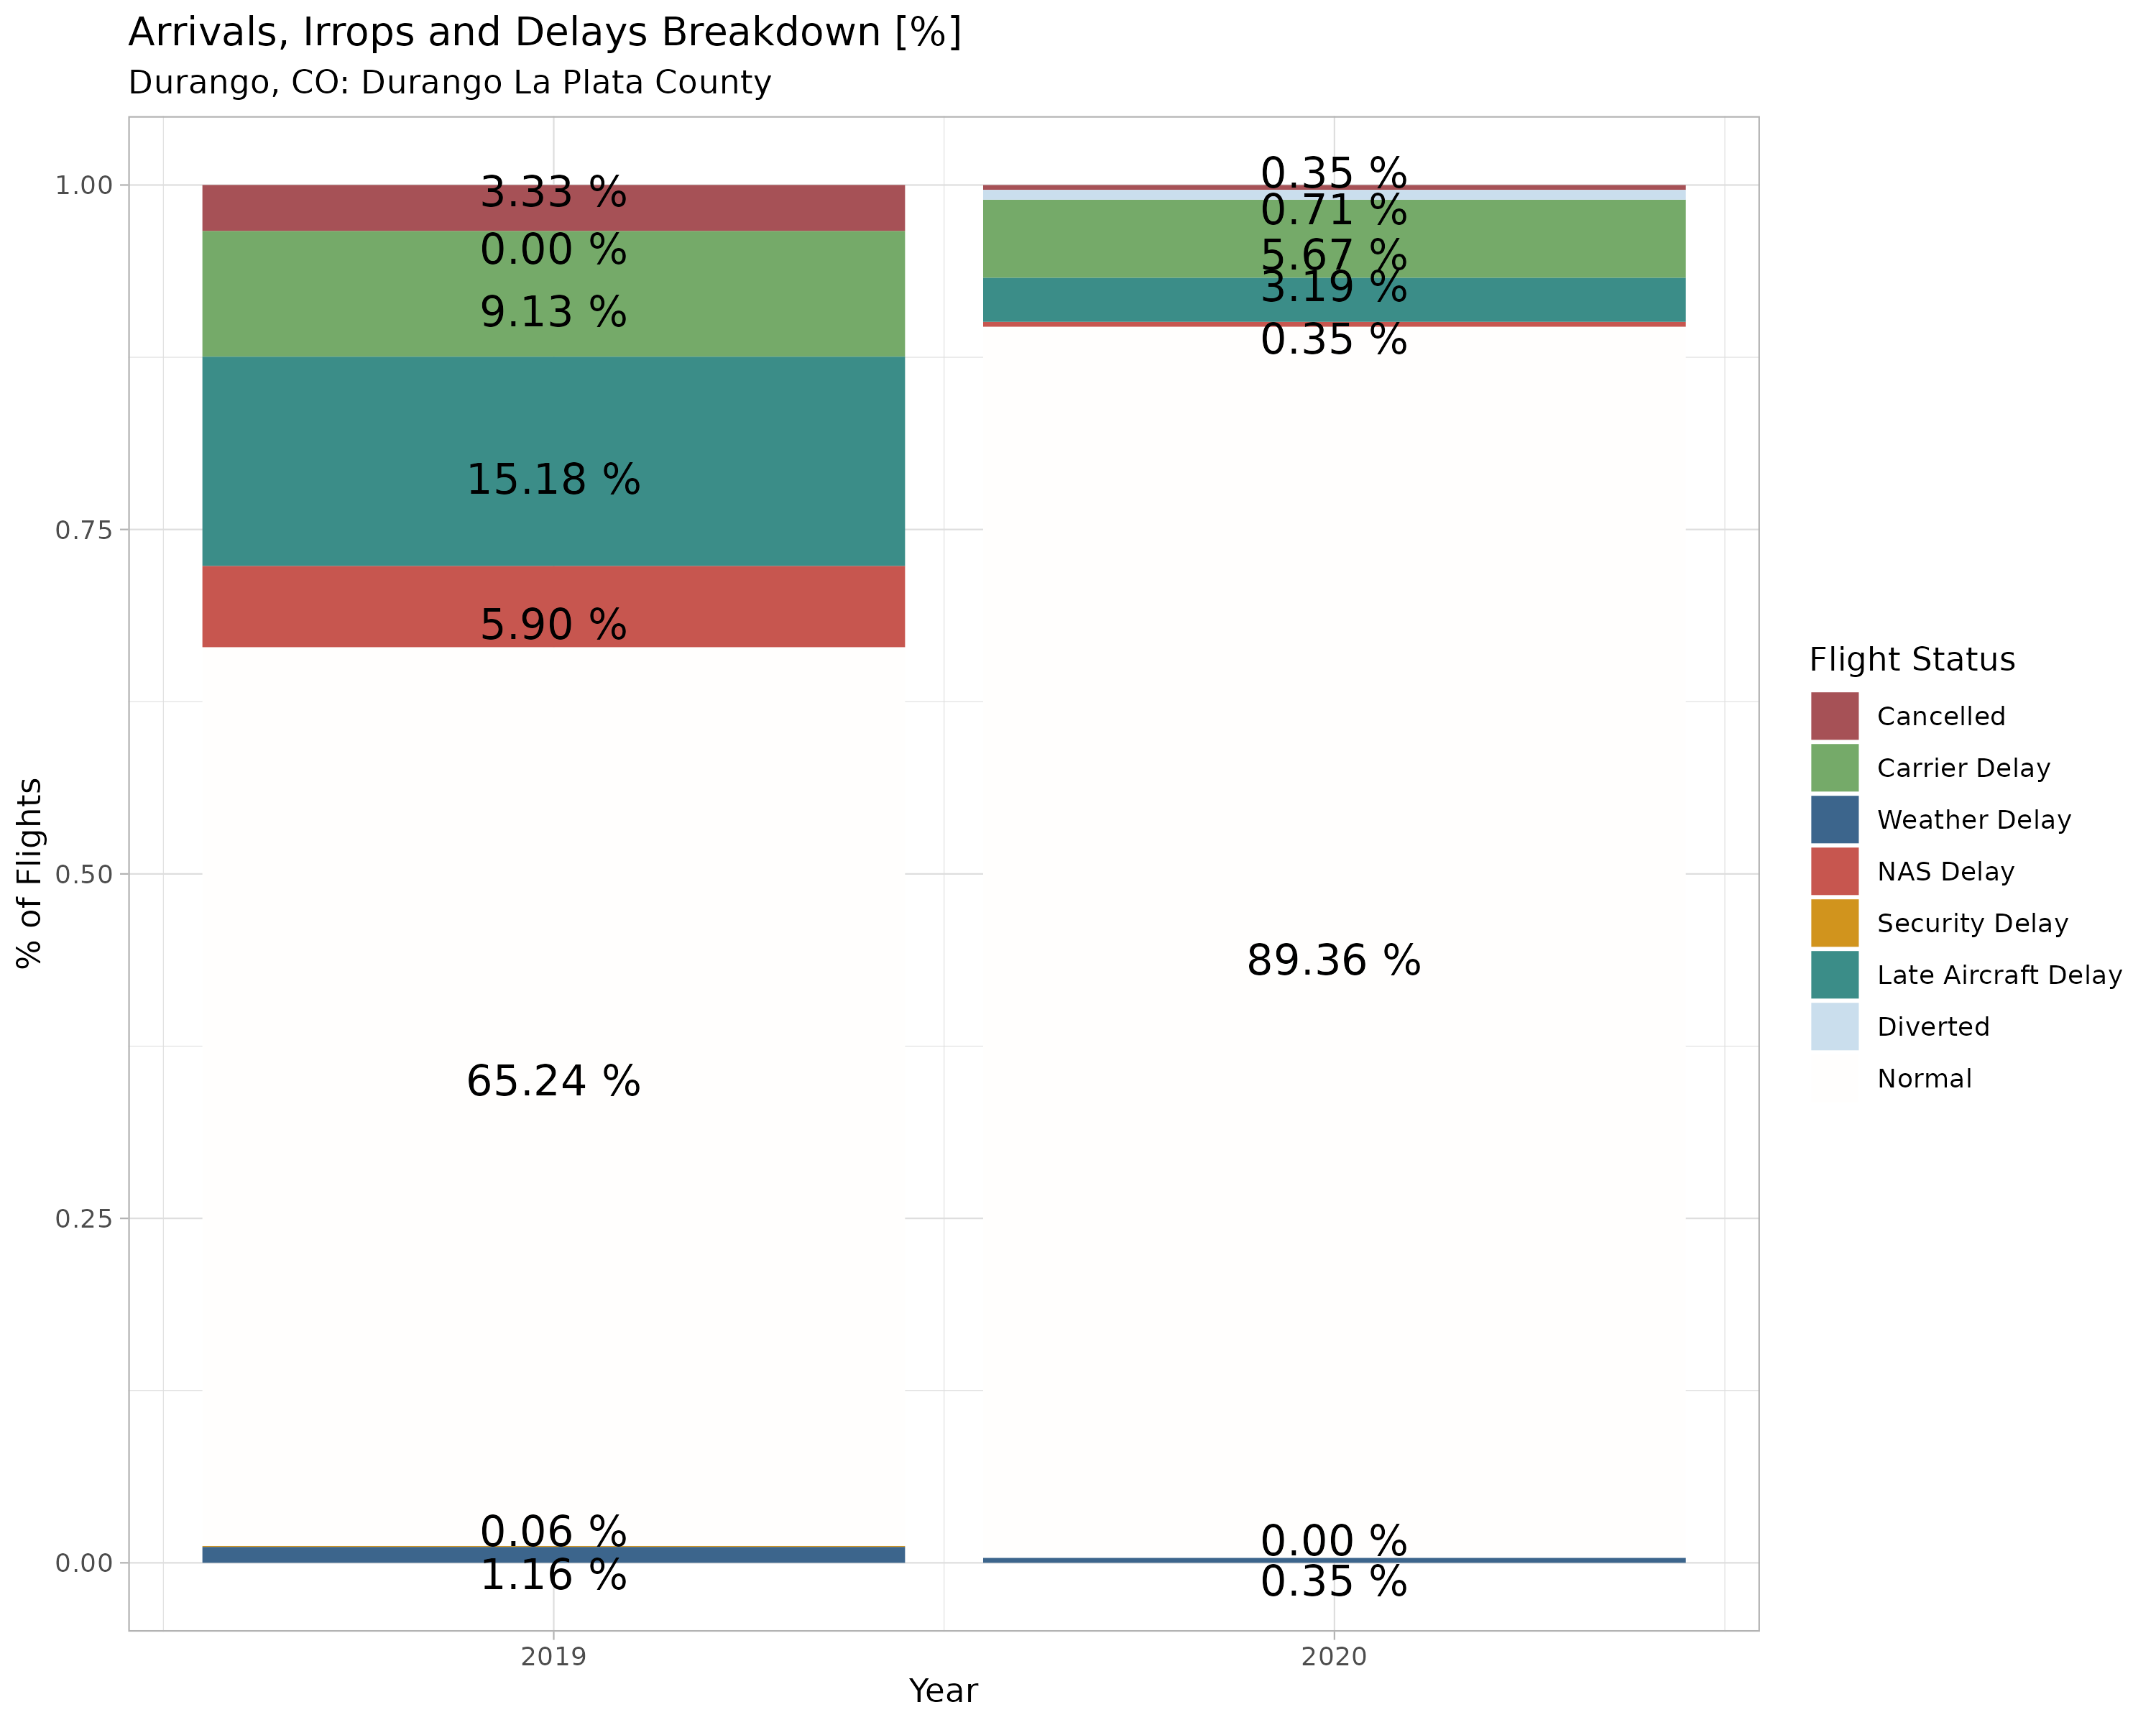 Arrivals, Irrops and Delays Breakdown [%]
Durango, CO: Durango La Plata County
% of Flights
1.00
0.75
0.50
0.25
0.00
3.33 %
0.00 %
9.13 %
15.18 %
5.90 %
65.24 %
0.06 %
1.16 %
0.35 %
0.71 %
5.67 %
3.19 %
0.35 %
89.36 %
0.00 %
0.35 %
2019
2020
Year
Flight Status
Cancelled
Carrier Delay
Weather Delay
NAS Delay
Security Delay
Late Aircraft Delay
Diverted
Normal